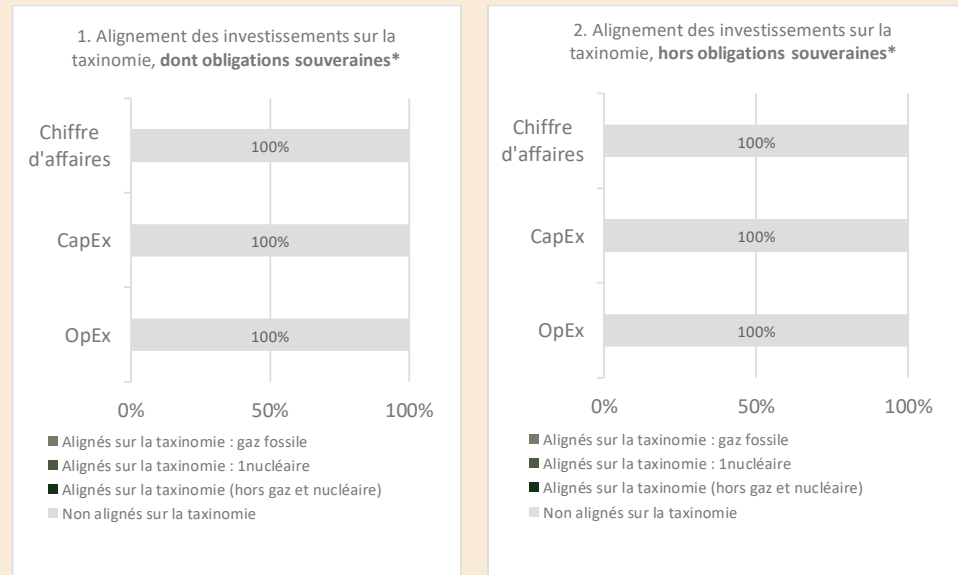 1. Alignement des investissements sur la
taxinomie, dont obligations souveraines*
Chiffre
d'affaires
100%
CapEx
100%
OpEx
100%
0%
50%
100%
Alignés sur la taxinomie : gaz fossile
Alignés sur la taxinomie : 1nucléaire
Alignés sur la taxinomie (hors gaz et nucléaire)
Non alignés sur la taxinomie
2. Alignement des investissements sur la
taxinomie, hors obligations souveraines*
Chiffre
d'affaires
100%
CapEx
100%
OpEx
100%
0%
50%
100%
Alignés sur la taxinomie : gaz fossile
Alignés sur la taxinomie : 1nucléaire
Alignés sur la taxinomie (hors gaz et nucléaire)
Non alignés sur la taxinomie